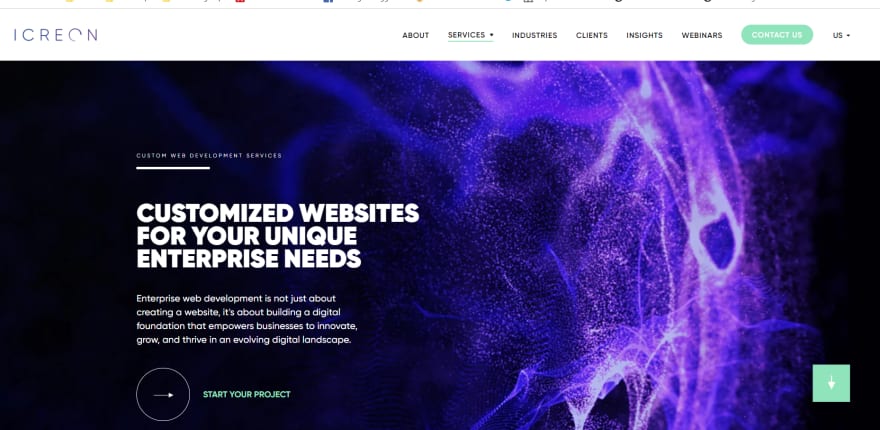 ICREON
ABOUT SERVICES INDUSTRIES CLIENTS INSIGHTS WEBINARS CONTACT US US
CUSTOM WEB DEVELOPMENT SERVICES
CUSTOMIZED WEBSITES
FOR YOUR UNIQUE
ENTERPRISE NEEDS
Enterprise web development is not just about
creating a website, it's about building a digital
foundation that empowers businesses to innovate,
grow, and thrive in an evolving digital landscape.
START YOUR PROJECT